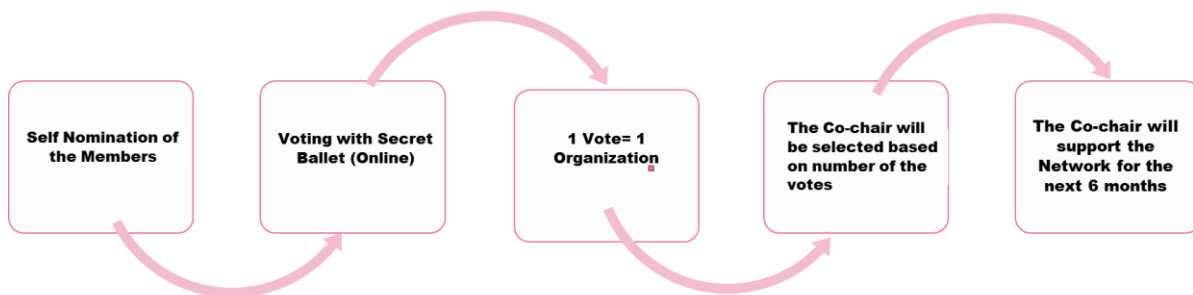 Self Nomination of
the Members
Voting with Secret
Ballet (Online)
1 Vote= 1
Organization
The Co-chair will
be selected based
on number of the
votes
The Co-chair will
support the
Network for the
next 6 months